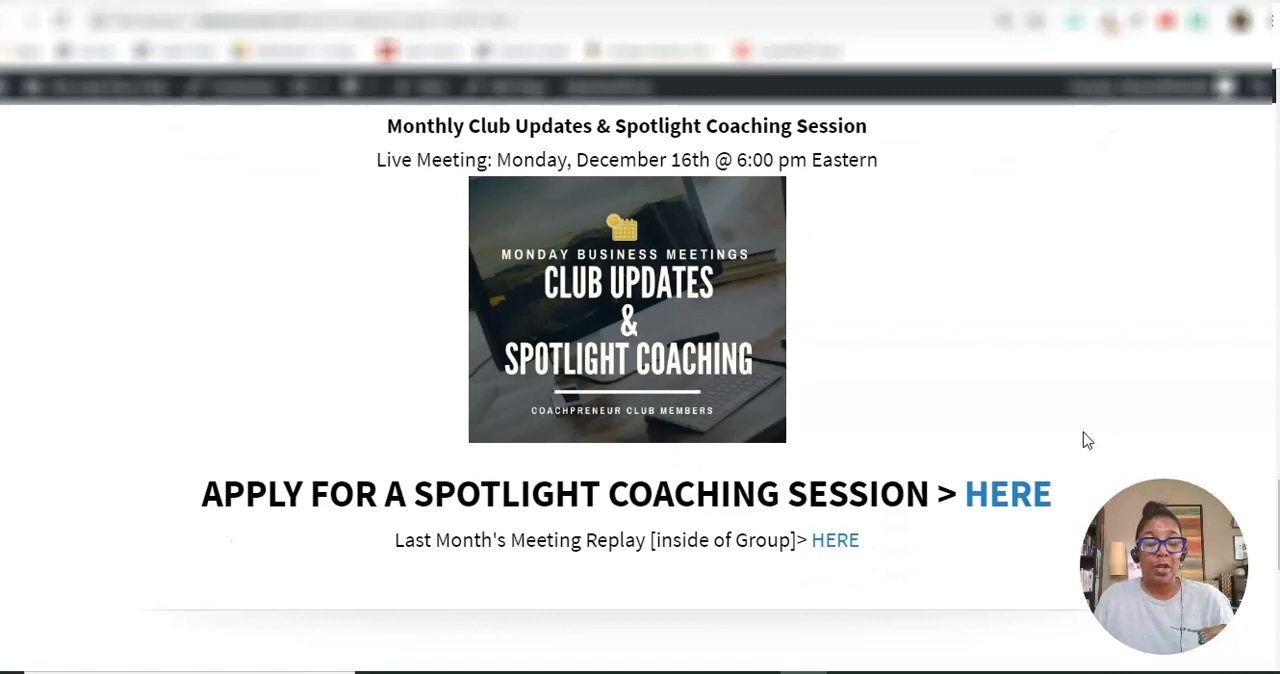 Monthly Club Updates & Spotlight Coaching Session
Live Meeting: Monday, December 16th @ 6:00 pm Eastern
MONDAY BUSINESS MEETINGS
CLUB UPDATES
&
SPOTLIGHT COACHING
COACHPRENEUR CLUB MEMBERS
APPLY FOR A SPOTLIGHT COACHING SESSION > HERE
Last Month's Meeting Replay [inside of Group]> HERE